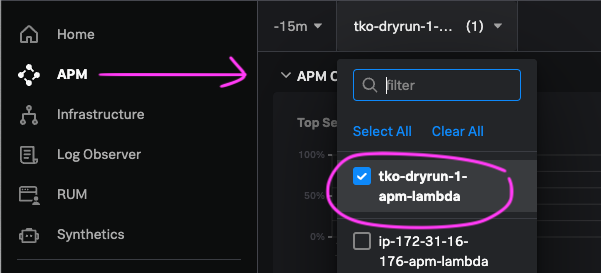 Home
APM
Infrastructure
Log Observer
RUM
Synthetics
-15m
tko-dryrun-1-... (1)
APM C
Top Se
100%
50%
0%
filter
Select All Clear All
tko-dryrun-1-
apm-lambda
ip-172-31-16-
176-apm-lambda